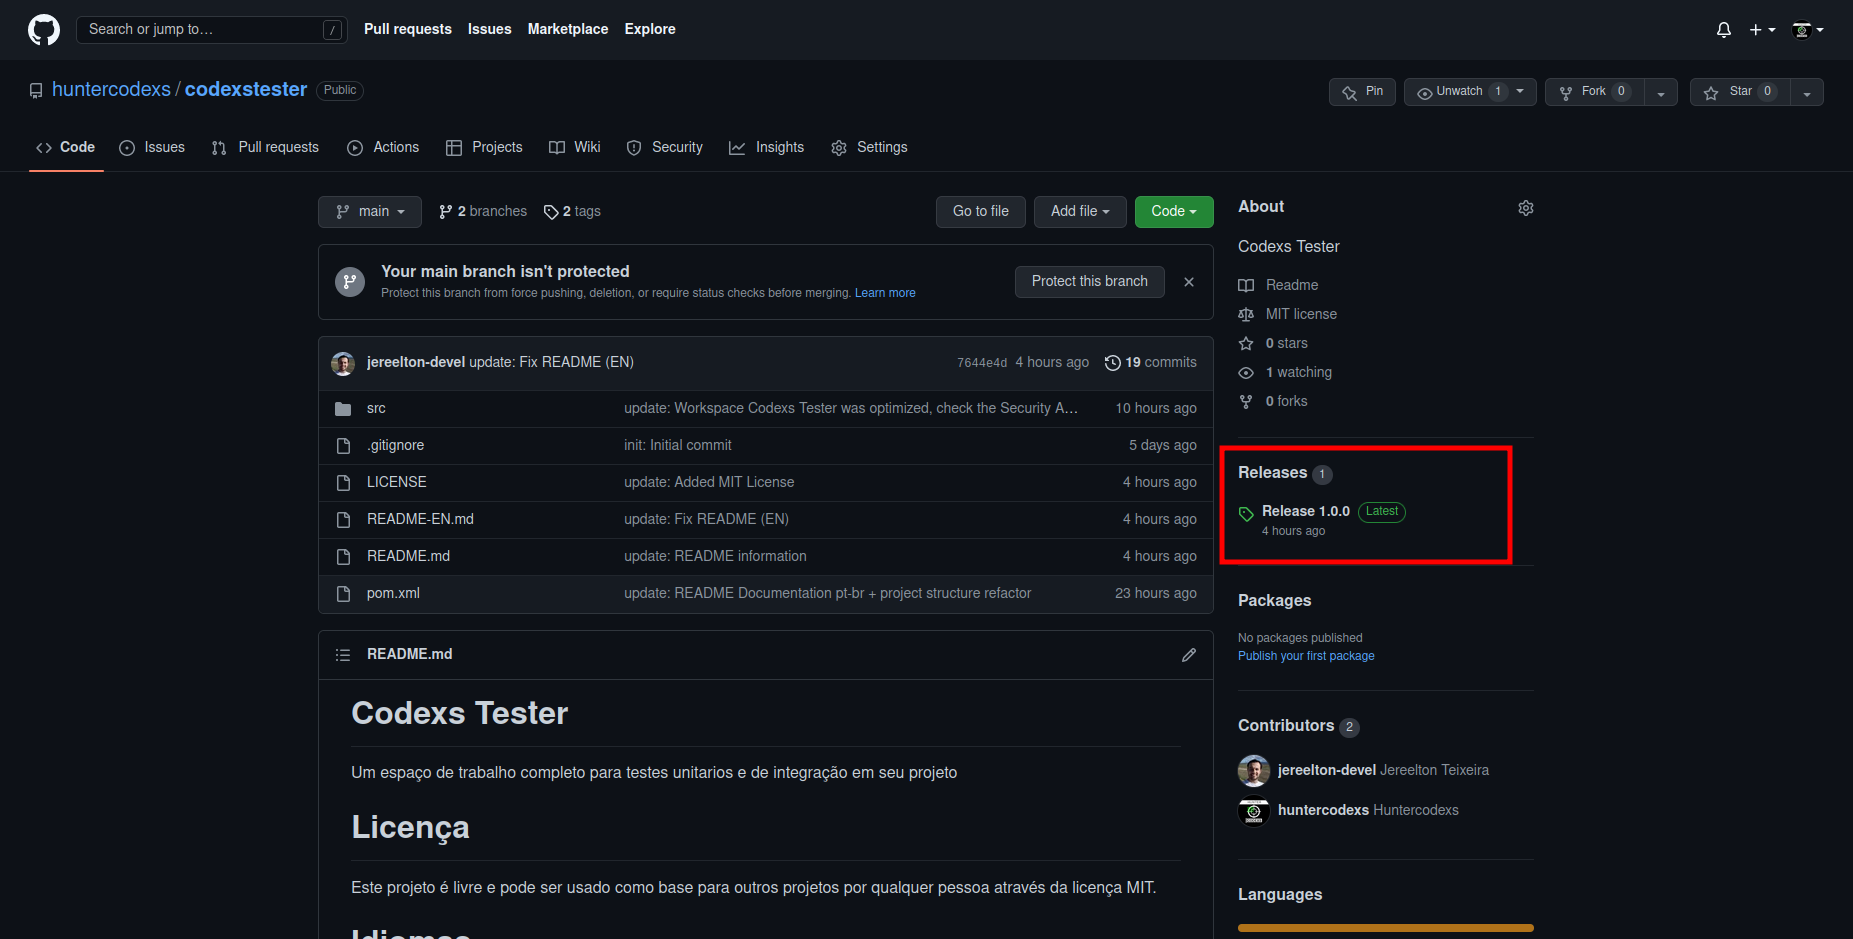 Search or jump to… /
Pull requests Issues Marketplace Explore
huntercodexs / codexstester Public
Pin Unwatch 1 Fork 0 Star 0
Code Issues Pull requests Actions Projects Wiki Security Insights Settings
main 2 branches 2 tags Go to file Add file Code
Your main branch isn't protected
Protect this branch from force pushing, deletion, or require status checks before merging. Learn more
Protect this branch
jereelton-devel update: Fix README (EN) 7644e4d 4 hours ago 19 commits
src update: Workspace Codexs Tester was optimized, check the Security A… 10 hours ago
.gitignore init: Initial commit 5 days ago
LICENSE update: Added MIT License 4 hours ago
README-EN.md update: Fix README (EN) 4 hours ago
README.md update: README information 4 hours ago
pom.xml update: README Documentation pt-br + project structure refactor 23 hours ago
README.md
Codexs Tester
Um espaço de trabalho completo para testes unitarios e de integração em seu projeto
Licença
Este projeto é livre e pode ser usado como base para outros projetos por qualquer pessoa através da licença MIT.
Idiomas
About
Codexs Tester
Readme
MIT license
0 stars
1 watching
0 forks
Releases 1
Release 1.0.0 Latest
4 hours ago
Packages
No packages published
Publish your first package
Contributors 2
jereelton-devel Jereelton Teixeira
huntercodexs Huntercodexs
Languages